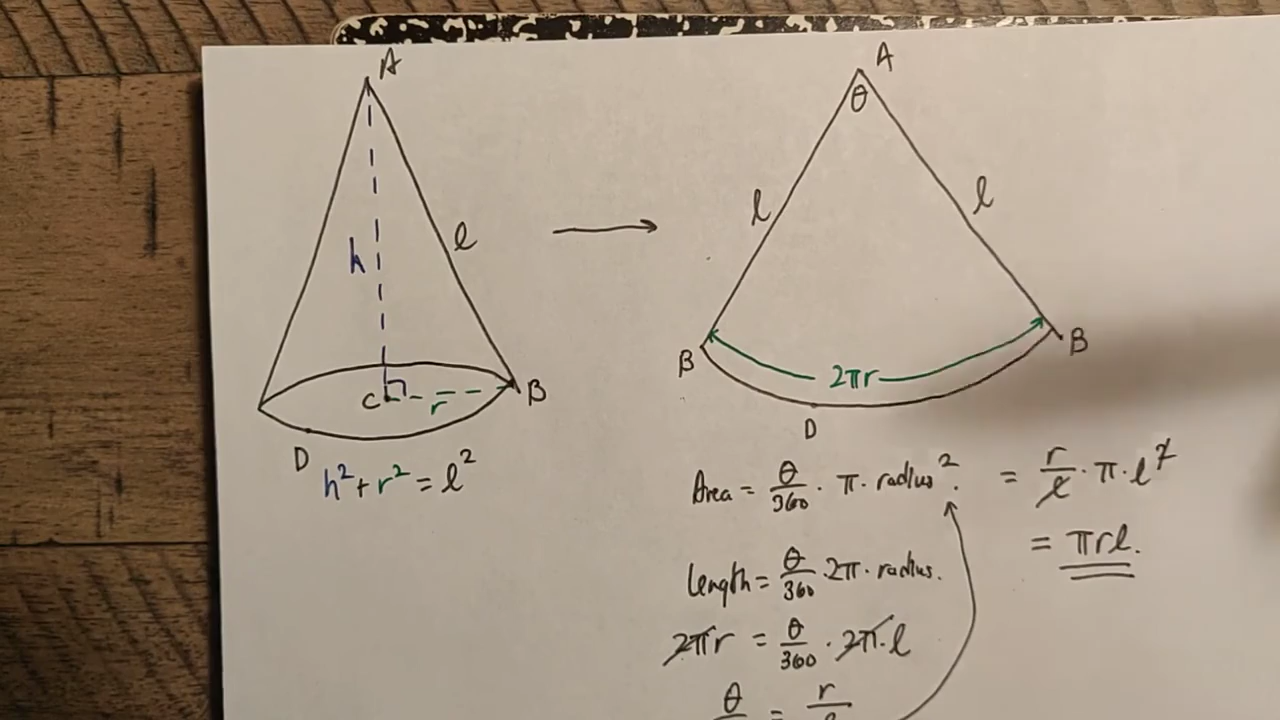 A
h
l
C
r
B
D
h² + r² = l²
A
θ
l
l
B
2πr
B
D
Area = θ/360 · π · radius². = r/l · π · l²
= πrl.
length = θ/360 · 2π · radius.
2πr = θ/360 · 2π · l
θ = r